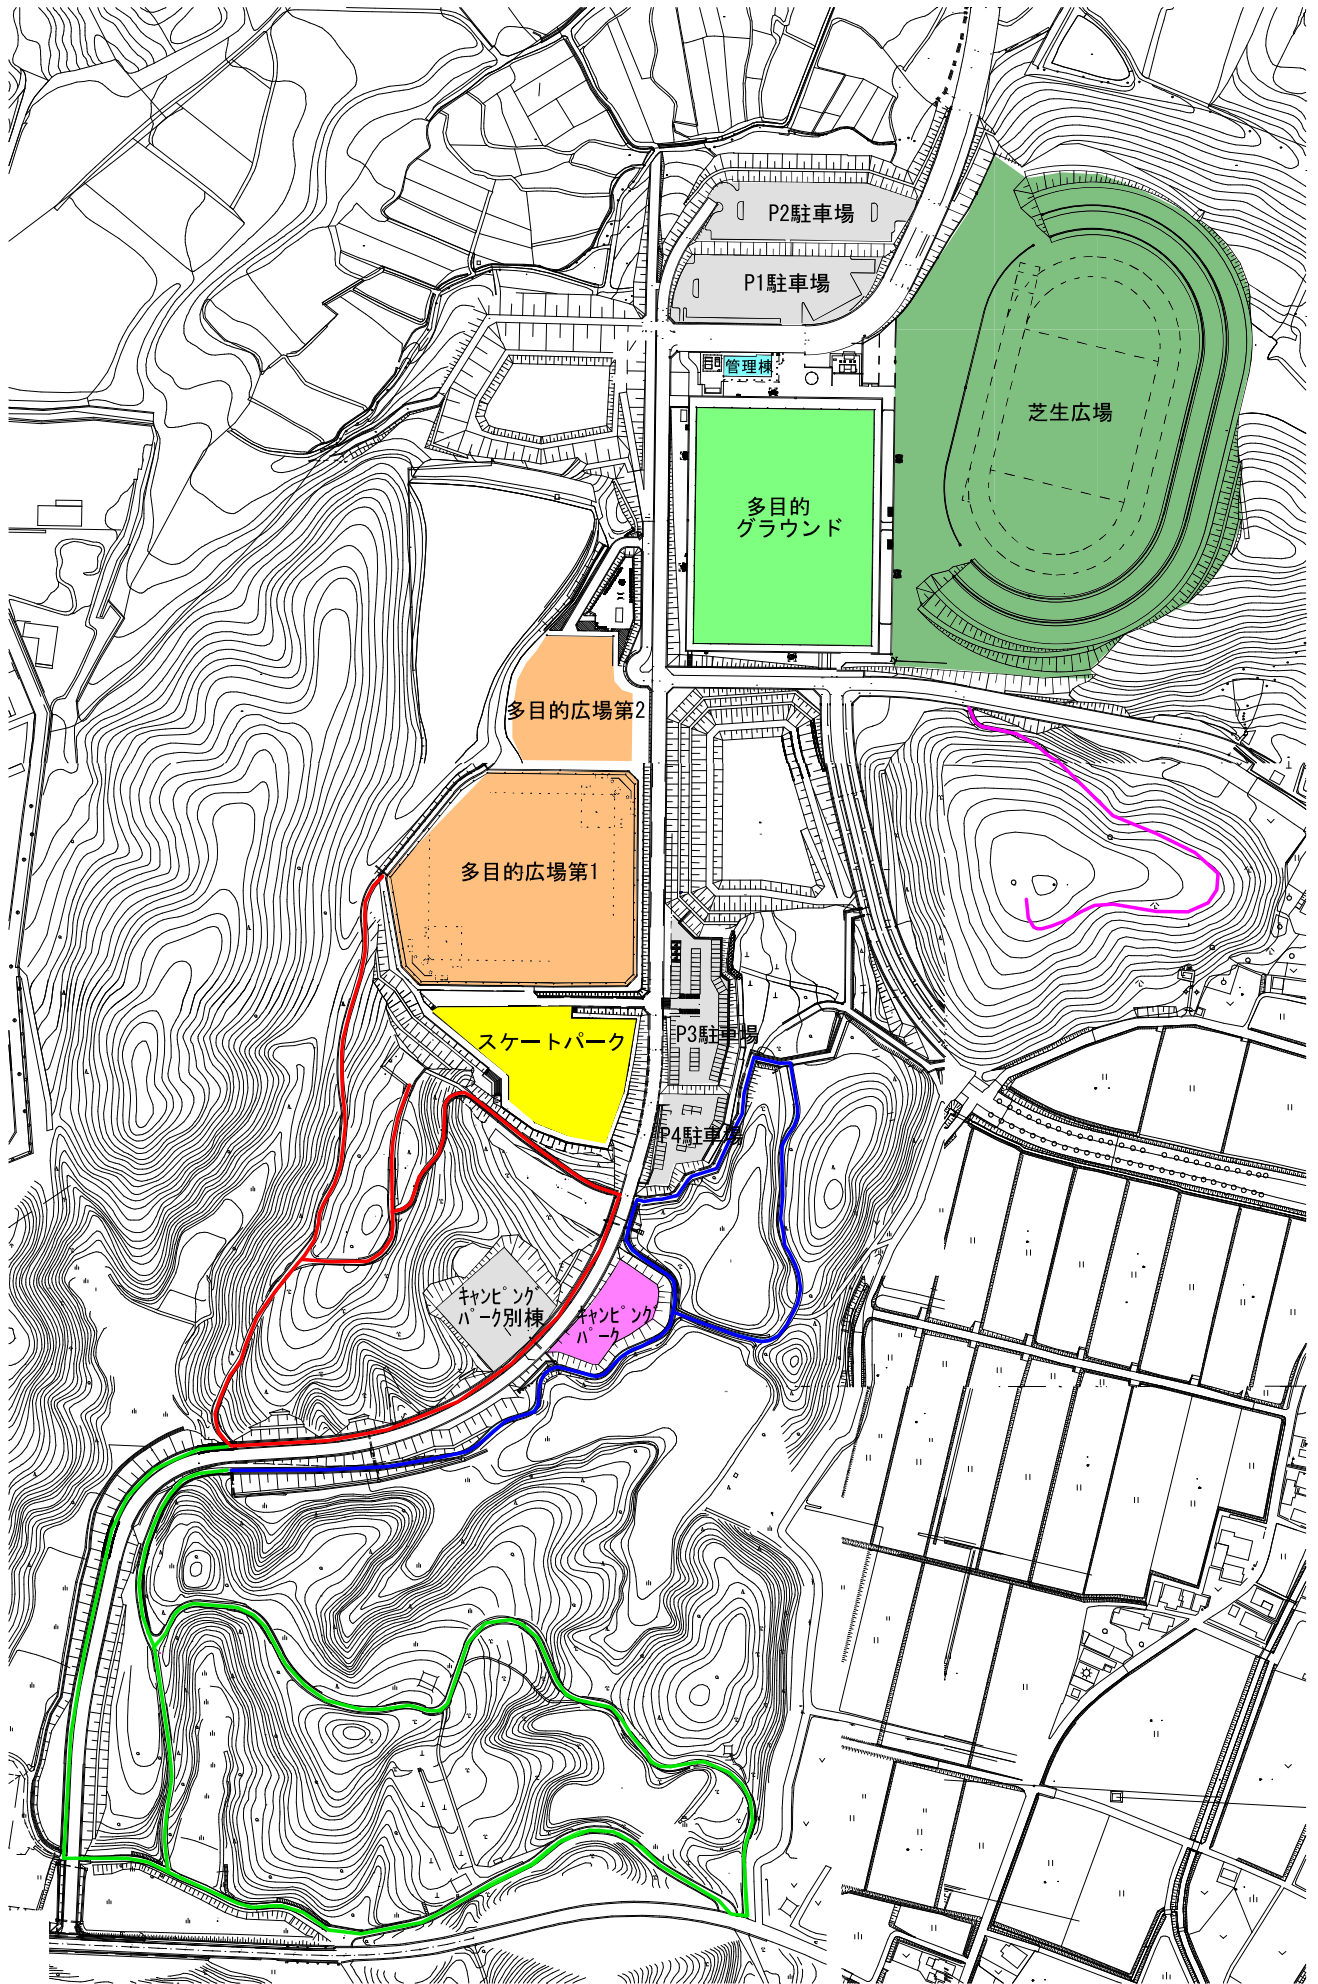 P2駐車場
P1駐車場
管理棟
芝生広場
多目的
グラウンド
多目的広場第2
多目的広場第1
スケートパーク
P3駐車場
P4駐車場
キャンピング
パーク別棟
キャンピング
パーク